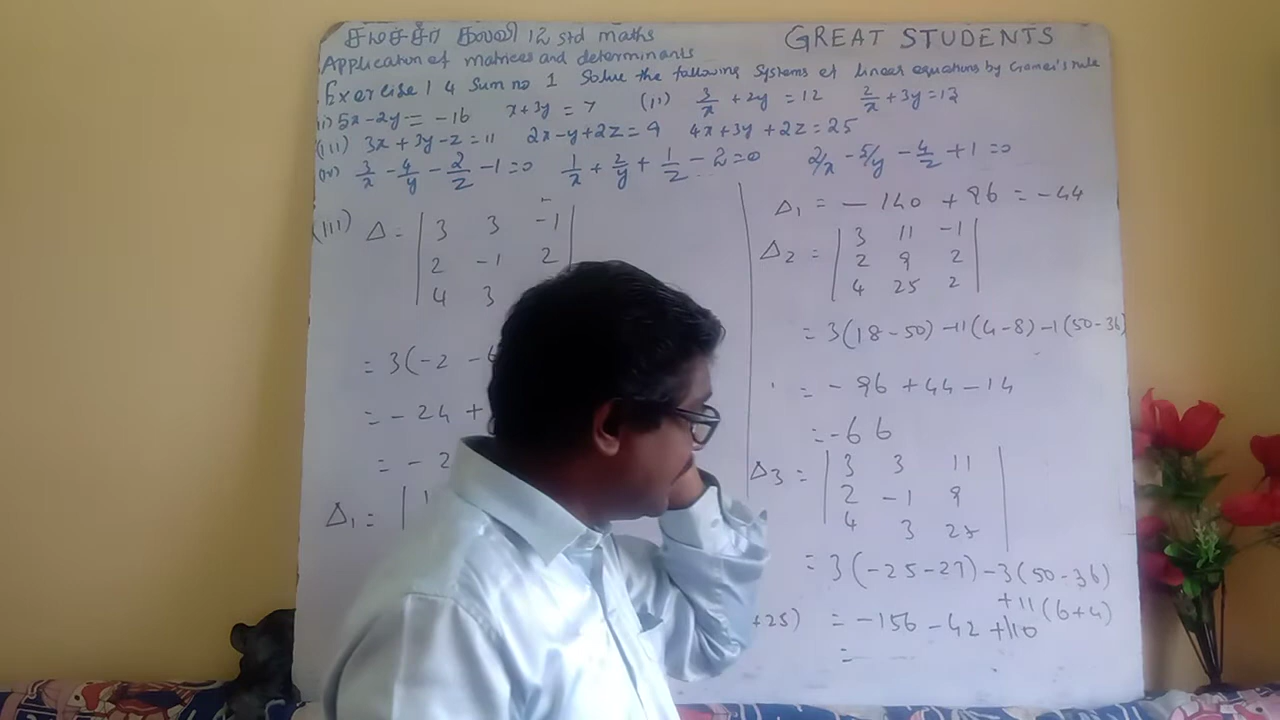 சமச்சீர் கல்வி 12 std maths GREAT STUDENTS
Application of matrices and determinants
Exercise 1 4 Sum no 1 Solve the following Systems of linear equations by Cramer's rule
(i) 5x - 2y = -16 x + 3y = 7 (ii) 3/x + 2y = 12 2/x + 3y = 13
(iii) 3x + 3y - z = 11 2x - y + 2z = 9 4x + 3y + 2z = 25
(iv) 3/x - 4/y - 2/z - 1 = 0 1/x + 2/y + 1/z - 2 = 0 2/x - 5/y - 4/z + 1 = 0
(iii) Δ = | 3 3 -1 |
2 -1 2
4 3
= 3(-2 - 6
= - 24 +
= - 2
Δ1 = | 1
Δ1 = - 140 + 96 = - 44
Δ2 = | 3 11 -1 |
2 9 2
4 25 2
= 3(18 - 50) - 11(4 - 8) - 1(50 - 36)
= - 96 + 44 - 14
= - 66
Δ3 = | 3 3 11 |
2 -1 9
4 3 25
= 3(-25 - 27) - 3(50 - 36)
+ 11(6 + 4)
+25) = - 156 - 42 + 110
=